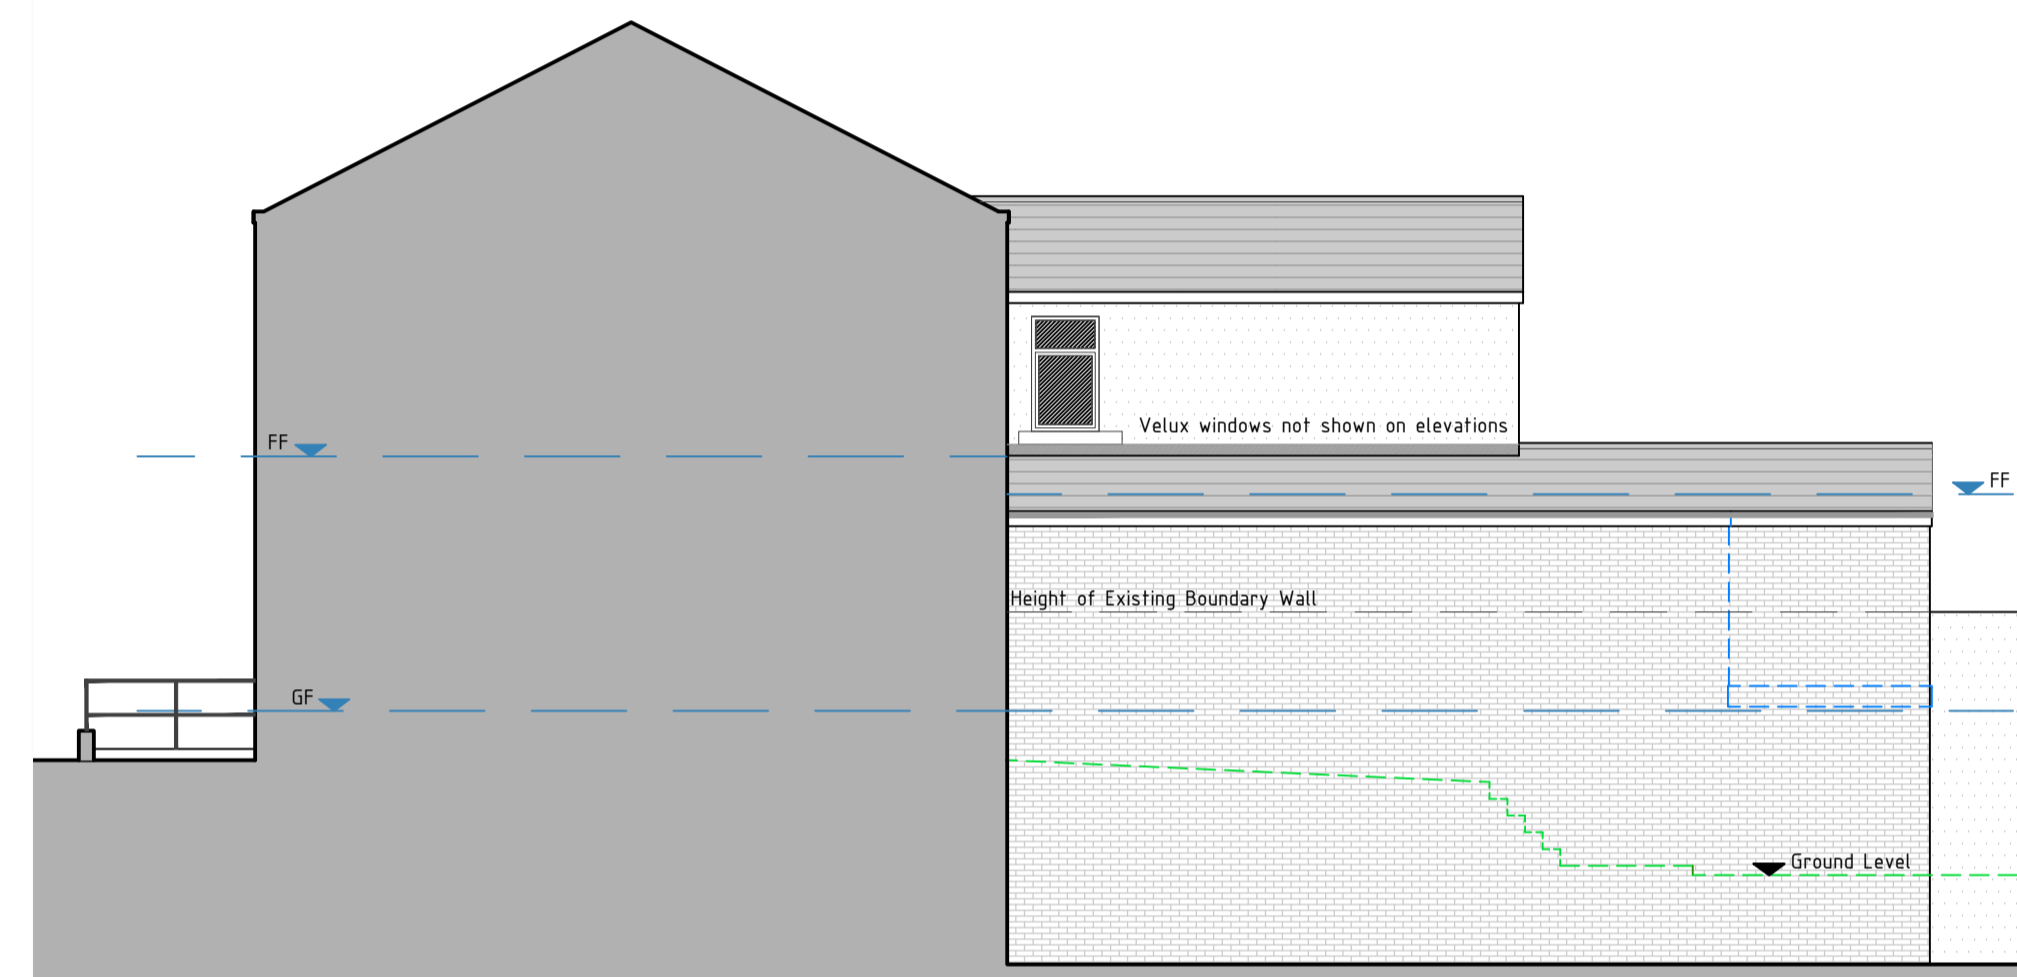 Velux windows not shown on elevations
FF
FF
Height of Existing Boundary Wall
GF
Ground Level